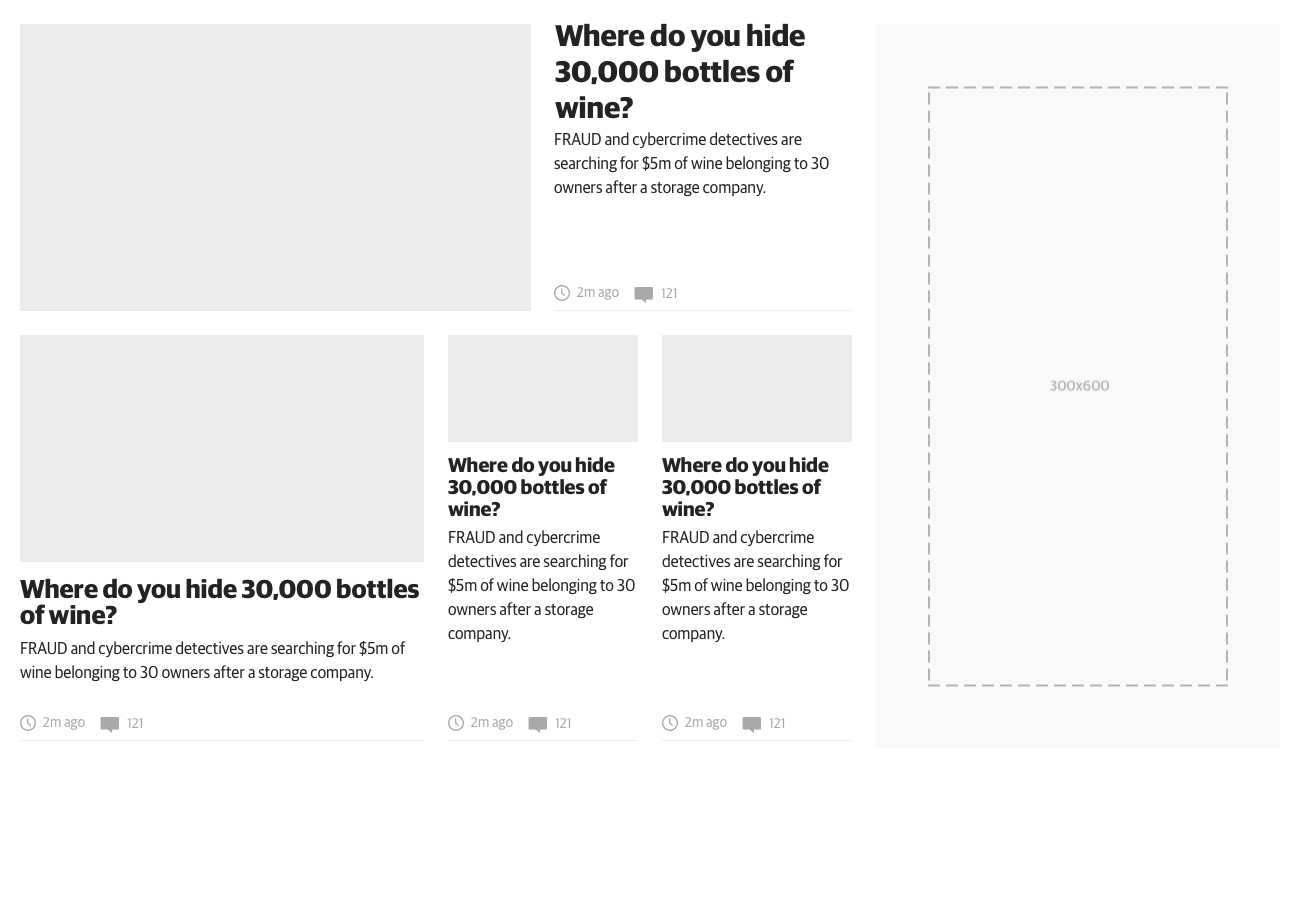 Where do you hide
30,000 bottles of
wine?
FRAUD and cybercrime detectives are
searching for $5m of wine belonging to 30
owners after a storage company.
2m ago 121
300x600
Where do you hide 30,000 bottles
of wine?
FRAUD and cybercrime detectives are searching for $5m of
wine belonging to 30 owners after a storage company.
2m ago 121
Where do you hide
30,000 bottles of
wine?
FRAUD and cybercrime
detectives are searching for
$5m of wine belonging to 30
owners after a storage
company.
2m ago 121
Where do you hide
30,000 bottles of
wine?
FRAUD and cybercrime
detectives are searching for
$5m of wine belonging to 30
owners after a storage
company.
2m ago 121